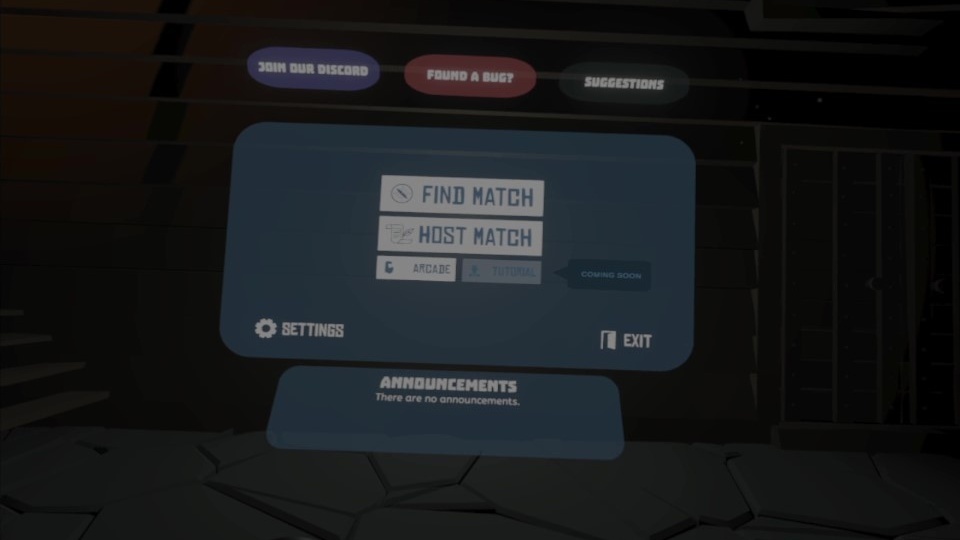 JOIN OUR DISCORD
FOUND A BUG?
SUGGESTIONS
FIND MATCH
HOST MATCH
ARCADE
TUTORIAL
COMING SOON
SETTINGS
EXIT
ANNOUNCEMENTS
There are no announcements.